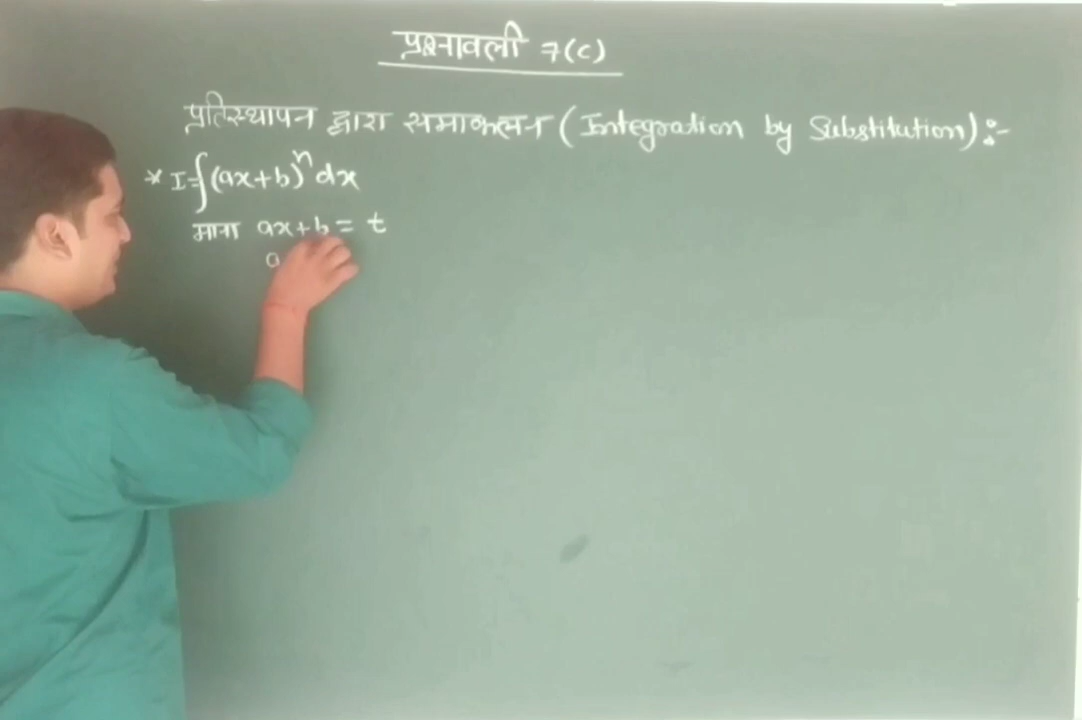 प्रश्नावली 7(C)
प्रतिस्थापन द्वारा समाकलन (Integration by Substitution) :-
* I=∫(ax+b)ⁿ dx
माना ax+b = t
a